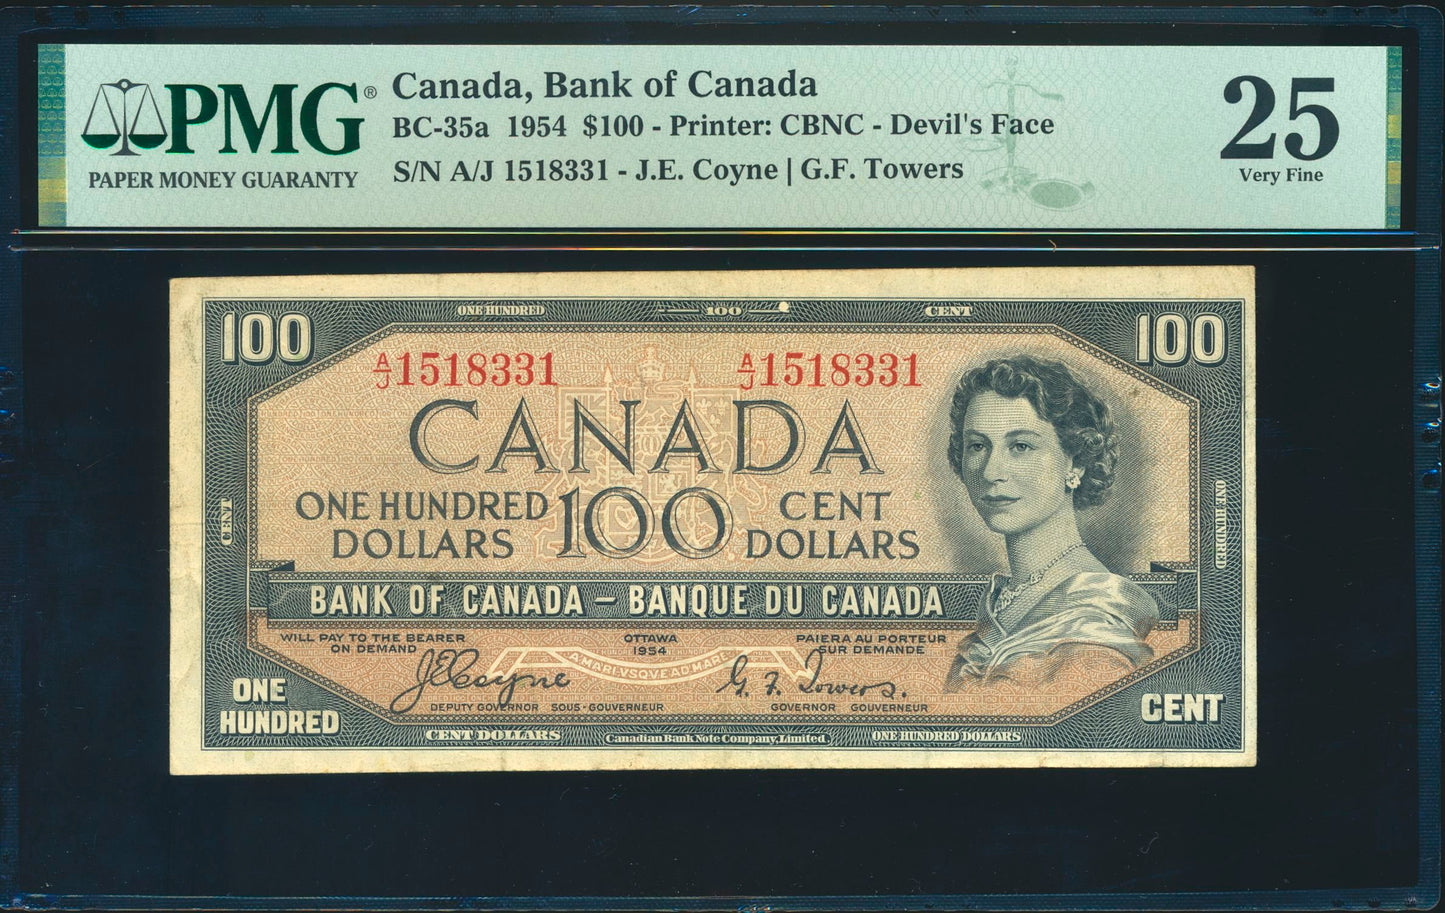 PMG®
PAPER MONEY GUARANTY
Canada, Bank of Canada
BC-35a 1954 $100 - Printer: CBNC - Devil's Face
S/N A/J 1518331 - J.E. Coyne | G.F. Towers
25
Very Fine
ONE HUNDRED 100 CENT
100 100
A/J 1518331 A/J 1518331
CANADA
ONE HUNDRED DOLLARS
100
CENT DOLLARS
CENT
ONE HUNDRED
BANK OF CANADA – BANQUE DU CANADA
WILL PAY TO THE BEARER
ON DEMAND
OTTAWA
1954
PAIERA AU PORTEUR
SUR DEMANDE
A MARI VSQVE AD MARE
J.E. Coyne
G. F. Towers.
DEPUTY GOVERNOR SOUS-GOUVERNEUR
GOVERNOR GOUVERNEUR
ONE
HUNDRED
CENT
CENT DOLLARS
Canadian Bank Note Company, Limited
ONE HUNDRED DOLLARS